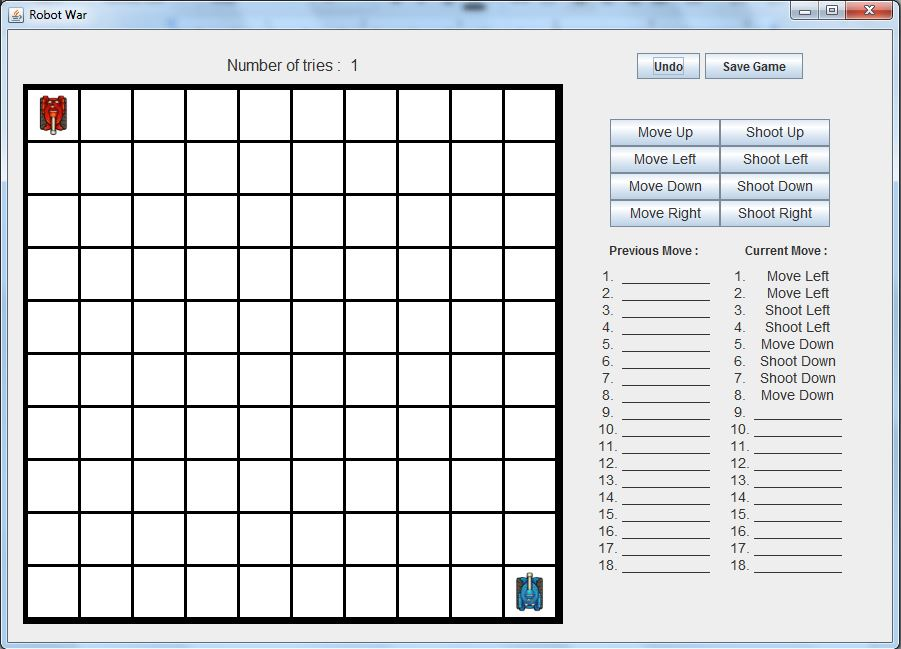 Robot War
Number of tries : 1
Undo Save Game
Move Up Shoot Up
Move Left Shoot Left
Move Down Shoot Down
Move Right Shoot Right
Previous Move : Current Move :
1. 1. Move Left
2. 2. Move Left
3. 3. Shoot Left
4. 4. Shoot Left
5. 5. Move Down
6. 6. Shoot Down
7. 7. Shoot Down
8. 8. Move Down
9. 9.
10. 10.
11. 11.
12. 12.
13. 13.
14. 14.
15. 15.
16. 16.
17. 17.
18. 18.